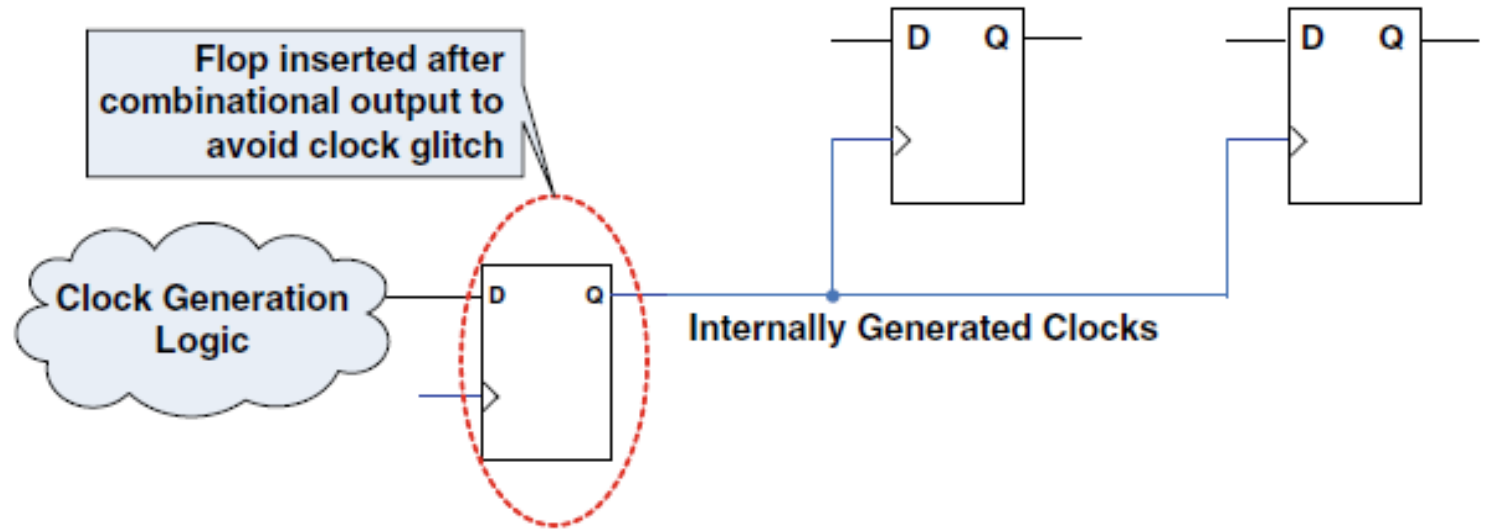 Flop inserted after
combinational output to
avoid clock glitch
D Q
D Q
Clock Generation
Logic
D Q
Internally Generated Clocks